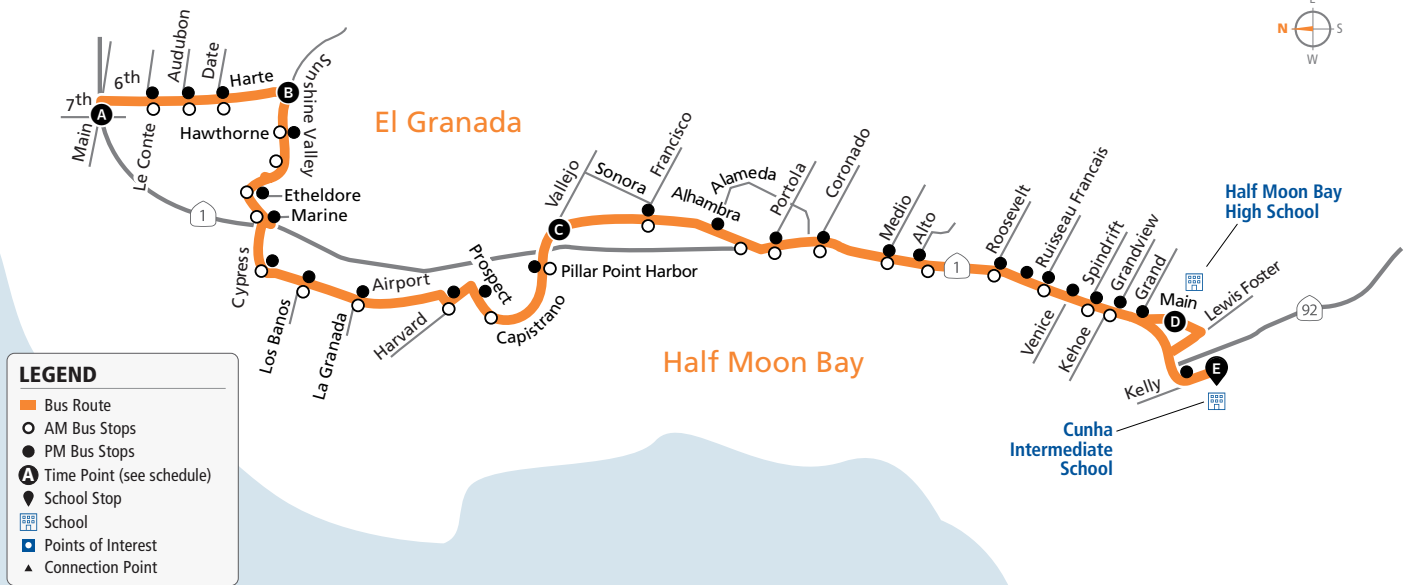 E
N
S
W
6th
Audubon
Date
Harte
7th
A
B
Main
Le Conte
Hawthorne
Sunshine Valley
El Granada
Etheldore
Marine
1
Cypress
Los Banos
La Granada
Airport
Harvard
Prospect
Capistrano
Pillar Point Harbor
C
Vallejo
Sonora
Francisco
Alhambra
Alameda
Portola
Coronado
Medio
Alto
1
Roosevelt
Ruisseau Francais
Spindrift
Grandview
Grand
Venice
Kehoe
Main
D
Lewis Foster
Half Moon Bay
High School
92
Kelly
E
Half Moon Bay
Cunha
Intermediate
School
LEGEND
Bus Route
AM Bus Stops
PM Bus Stops
A Time Point (see schedule)
School Stop
School
Points of Interest
Connection Point